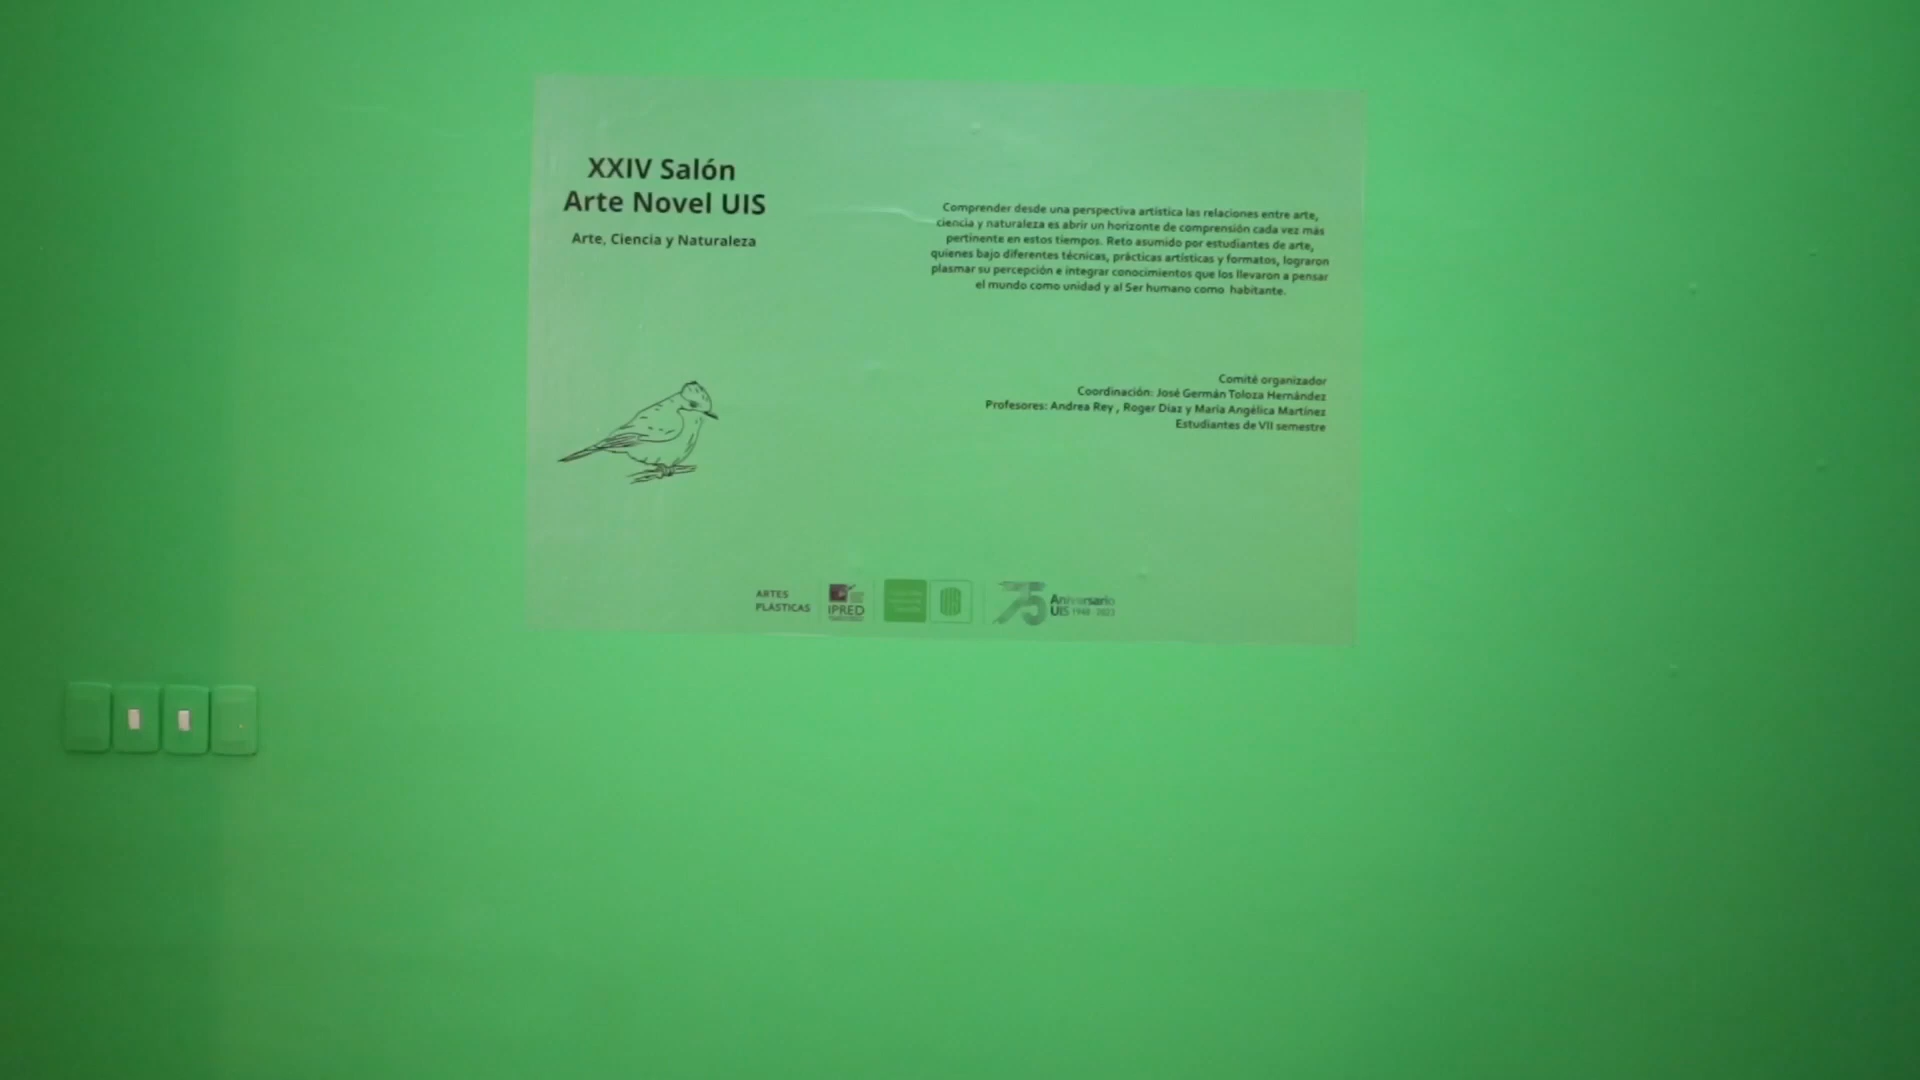 XXIV Salón
Arte Novel UIS
Arte, Ciencia y Naturaleza
Comprender desde una perspectiva artística las relaciones entre arte,
ciencia y naturaleza es abrir un horizonte de comprensión cada vez más
pertinente en estos tiempos. Reto asumido por estudiantes de arte,
quienes bajo diferentes técnicas, prácticas artísticas y formatos, lograron
plasmar su percepción e integrar conocimientos que los llevaron a pensar
el mundo como unidad y al Ser humano como habitante.
Comité organizador
Coordinación: José Germán Toloza Hernández
Profesores: Andrea Rey , Roger Díaz y María Angélica Martínez
Estudiantes de VII semestre
ARTES
PLÁSTICAS
IPRED
UIS
75 Aniversario
UIS 1948 2023